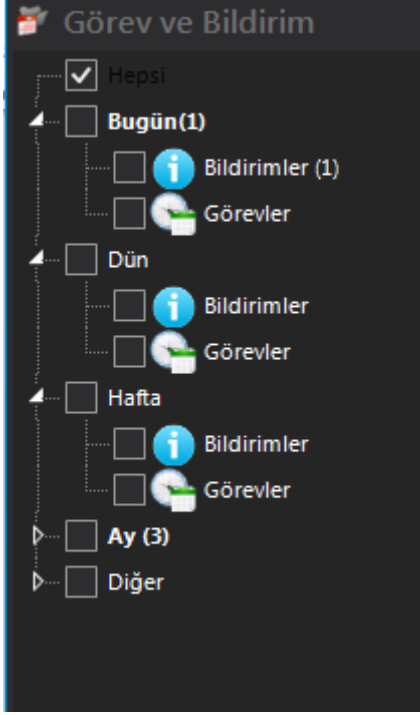 Görev ve Bildirim
Hepsi
Bugün(1)
Bildirimler (1)
Görevler
Dün
Bildirimler
Görevler
Hafta
Bildirimler
Görevler
Ay (3)
Diğer